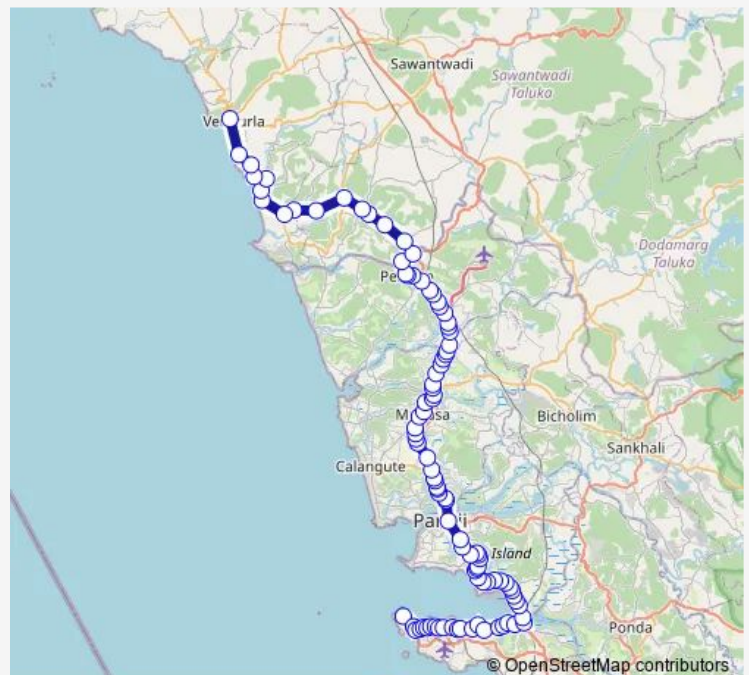 Sawantwadi
Sawantwadi
Taluka
Dodamarg
Taluka
Bicholim
Sankhali
Calangute
Island
Ponda
© OpenStreetMap contributors